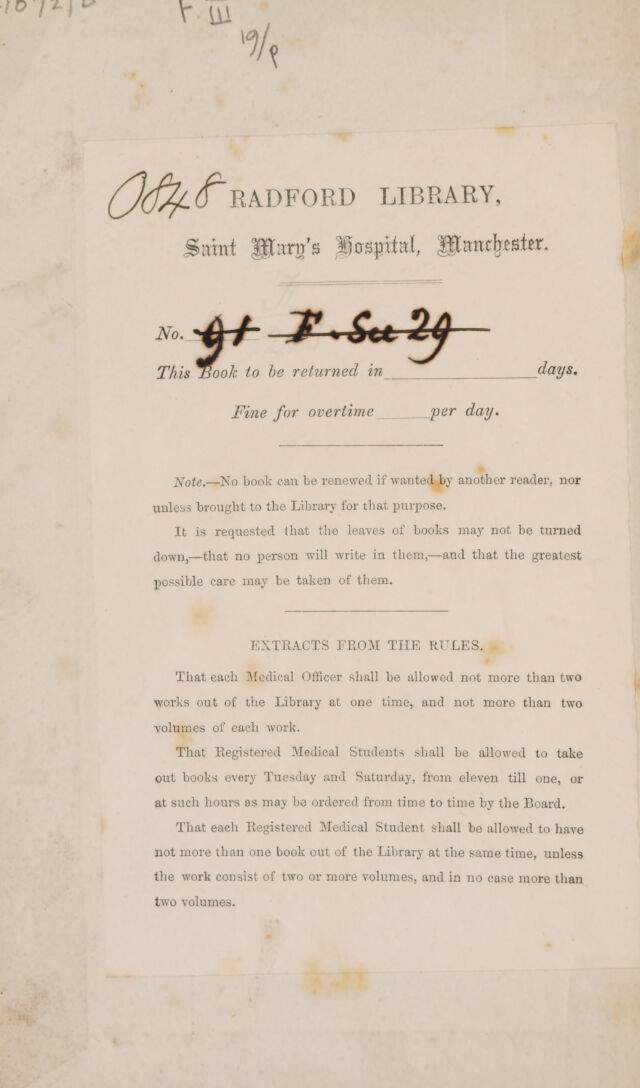 F. III
19/p
0848 RADFORD LIBRARY,
Saint Mary's Hospital, Manchester.
No. 91 F. Su 29
This Book to be returned in days.
Fine for overtime per day.
Note.—No book can be renewed if wanted by another reader, nor
unless brought to the Library for that purpose.
It is requested that the leaves of books may not be turned
down,—that no person will write in them,—and that the greatest
possible care may be taken of them.
EXTRACTS FROM THE RULES.
That each Medical Officer shall be allowed not more than two
works out of the Library at one time, and not more than two
volumes of each work.
That Registered Medical Students shall be allowed to take
out books every Tuesday and Saturday, from eleven till one, or
at such hours as may be ordered from time to time by the Board.
That each Registered Medical Student shall be allowed to have
not more than one book out of the Library at the same time, unless
the work consist of two or more volumes, and in no case more than
two volumes.